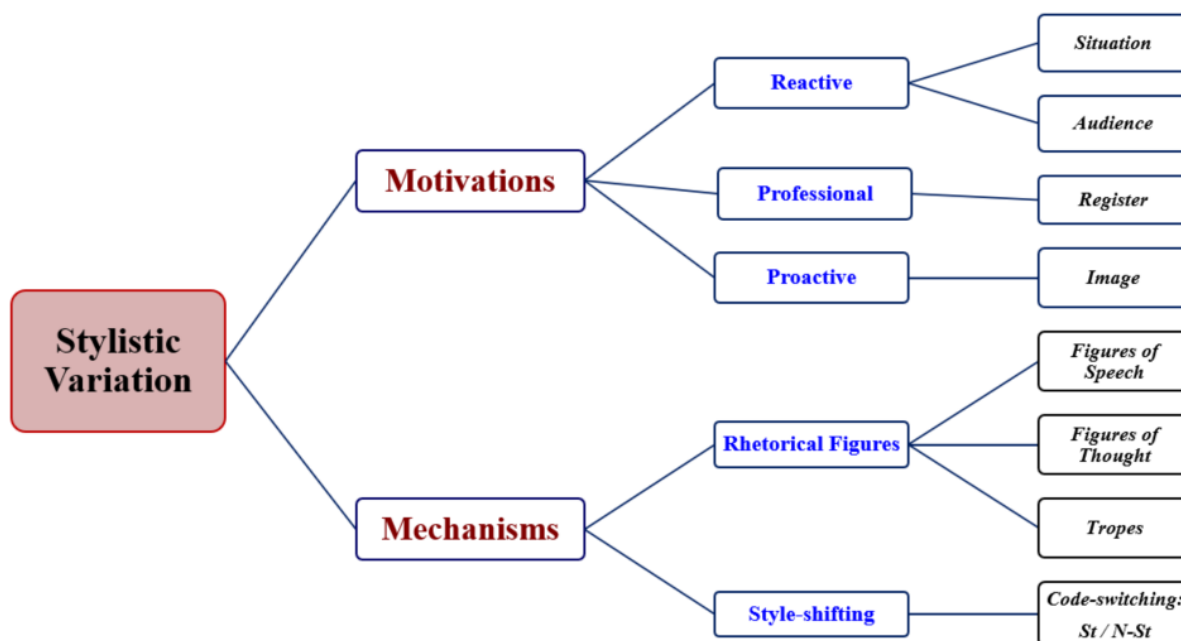 Situation
Reactive
Audience
Motivations
Professional
Register
Proactive
Image
Stylistic
Variation
Figures of
Speech
Rhetorical Figures
Figures of
Thought
Mechanisms
Tropes
Style-shifting
Code-switching:
St / N-St